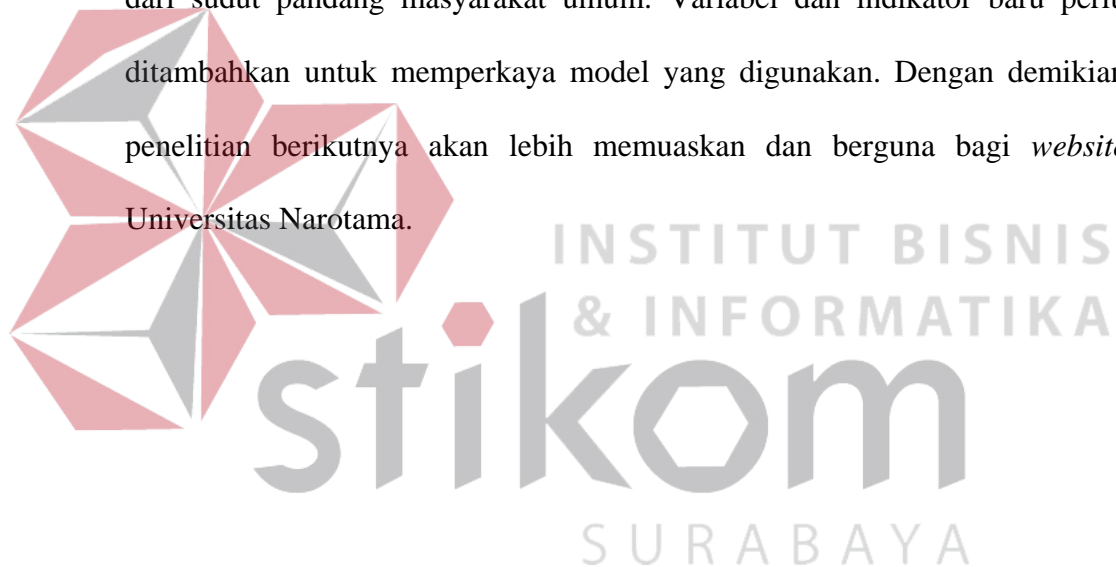 dari sudut pandang masyarakat umum. Variabel dan indikator baru perlu
ditambahkan untuk memperkaya model yang digunakan. Dengan demikian
penelitian berikutnya akan lebih memuaskan dan berguna bagi website
Universitas Narotama.
INSTITUT BISNIS
& INFORMATIKA
stikom
SURABAYA